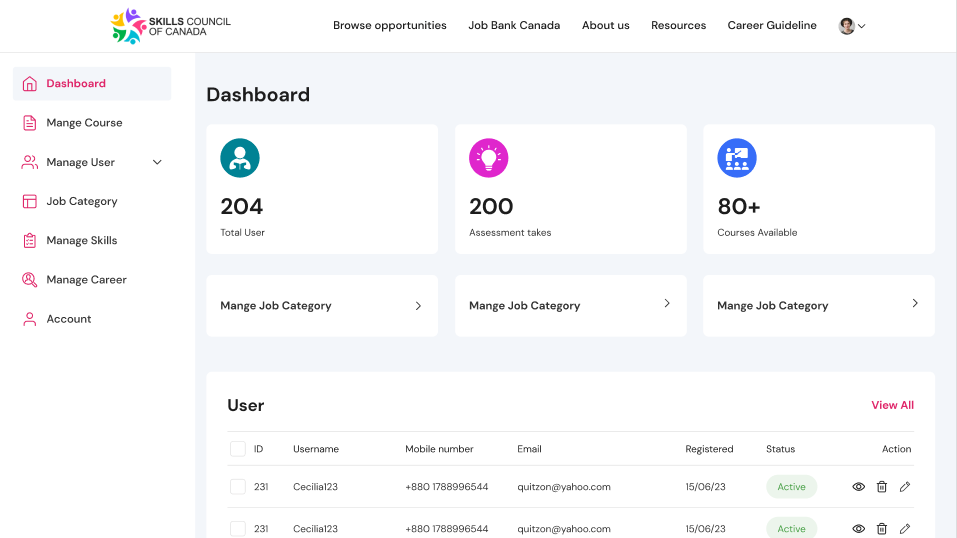 SKILLS COUNCIL
OF CANADA
Browse opportunities
Job Bank Canada
About us
Resources
Career Guideline
Dashboard
Mange Course
Manage User
Job Category
Manage Skills
Manage Career
Account
Dashboard
204
Total User
200
Assessment takes
80+
Courses Available
Mange Job Category
Mange Job Category
Mange Job Category
User
View All
ID Username Mobile number Email Registered Status Action
231 Cecilia123 +880 1788996544 quitzon@yahoo.com 15/06/23 Active
231 Cecilia123 +880 1788996544 quitzon@yahoo.com 15/06/23 Active